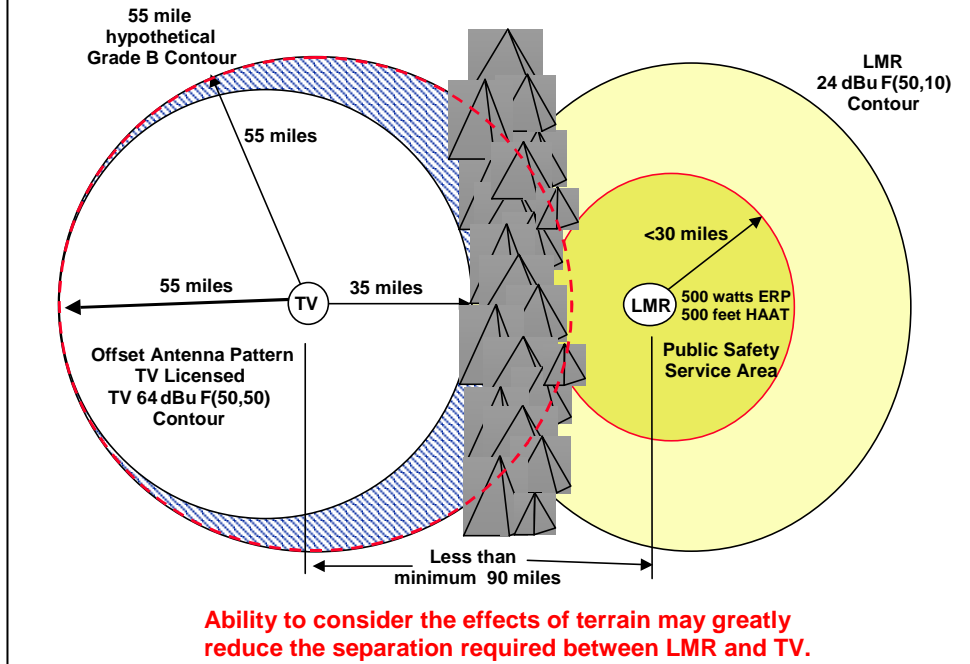 55 mile
hypothetical
Grade B Contour
LMR
24 dBu F(50,10)
Contour
55 miles
<30 miles
55 miles
TV
35 miles
LMR
500 watts ERP
500 feet HAAT
Offset Antenna Pattern
TV Licensed
TV 64 dBu F(50,50)
Contour
Public Safety
Service Area
Less than
minimum 90 miles
Ability to consider the effects of terrain may greatly
reduce the separation required between LMR and TV.